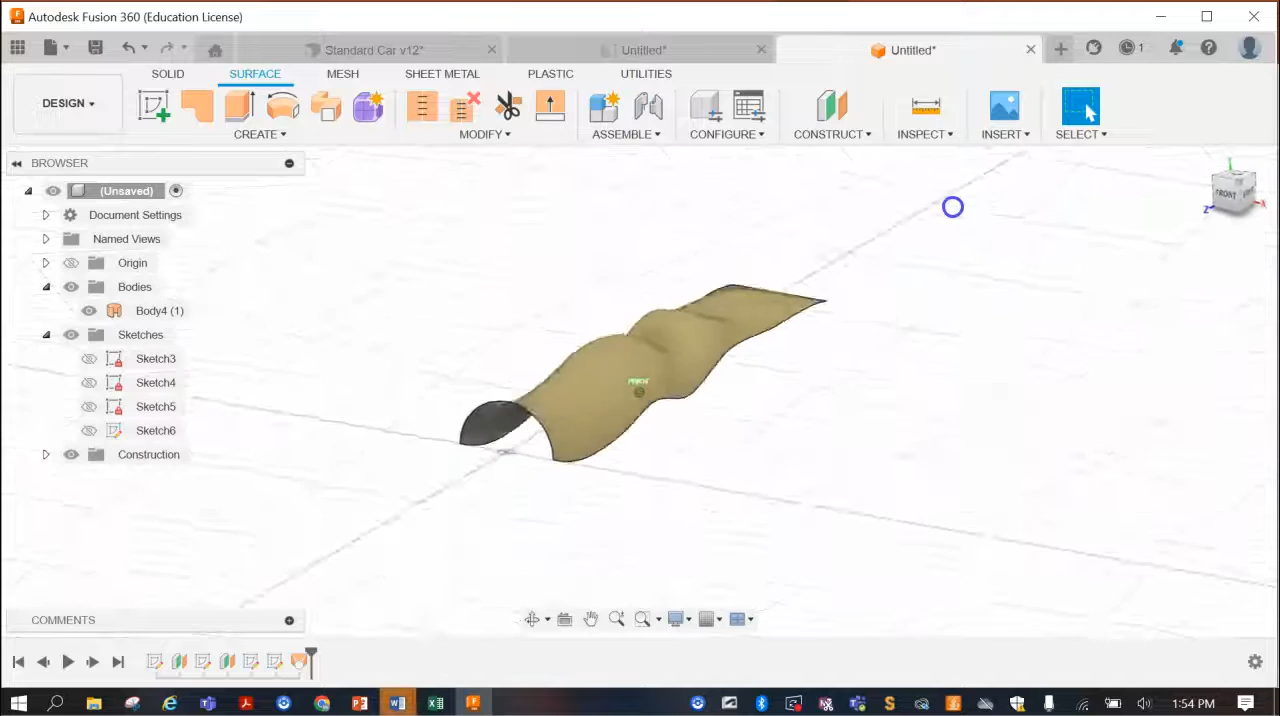 Autodesk Fusion 360 (Education License)
Standard Car v12*
Untitled*
Untitled*
1
SOLID
SURFACE
MESH
SHEET METAL
PLASTIC
UTILITIES
DESIGN
CREATE
MODIFY
ASSEMBLE
CONFIGURE
CONSTRUCT
INSPECT
INSERT
SELECT
BROWSER
(Unsaved)
Document Settings
Named Views
Origin
Bodies
Body4 (1)
Sketches
Sketch3
Sketch4
Sketch5
Sketch6
Construction
FRONT
Z
X
COMMENTS
1:54 PM